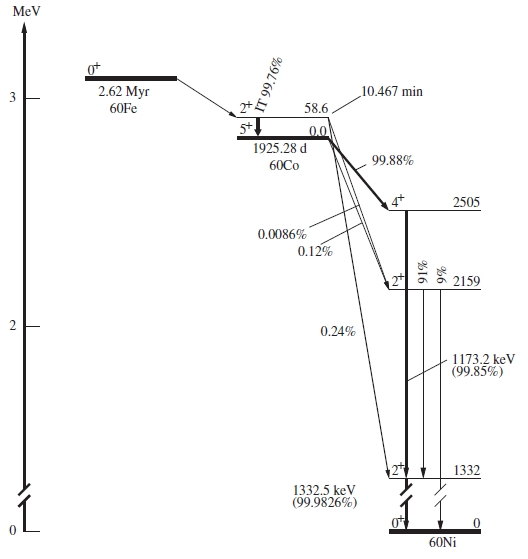 MeV
3
2
0
0+
2.62 Myr
60Fe
IT 99.76%
2+
58.6
10.467 min
5+
0.0
1925.28 d
60Co
99.88%
4+
2505
0.0086%
0.12%
2+
91%
9%
2159
0.24%
1173.2 keV
(99.85%)
2+
1332
1332.5 keV
(99.9826%)
0+
0
60Ni